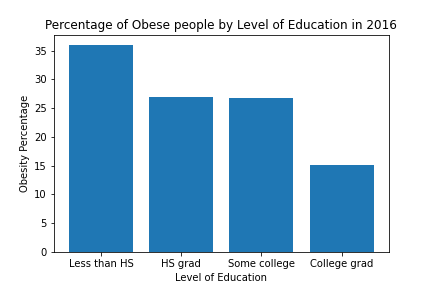 Percentage of Obese people by Level of Education in 2016
Obesity Percentage
35
30
25
20
15
10
5
0
Less than HS
HS grad
Some college
College grad
Level of Education